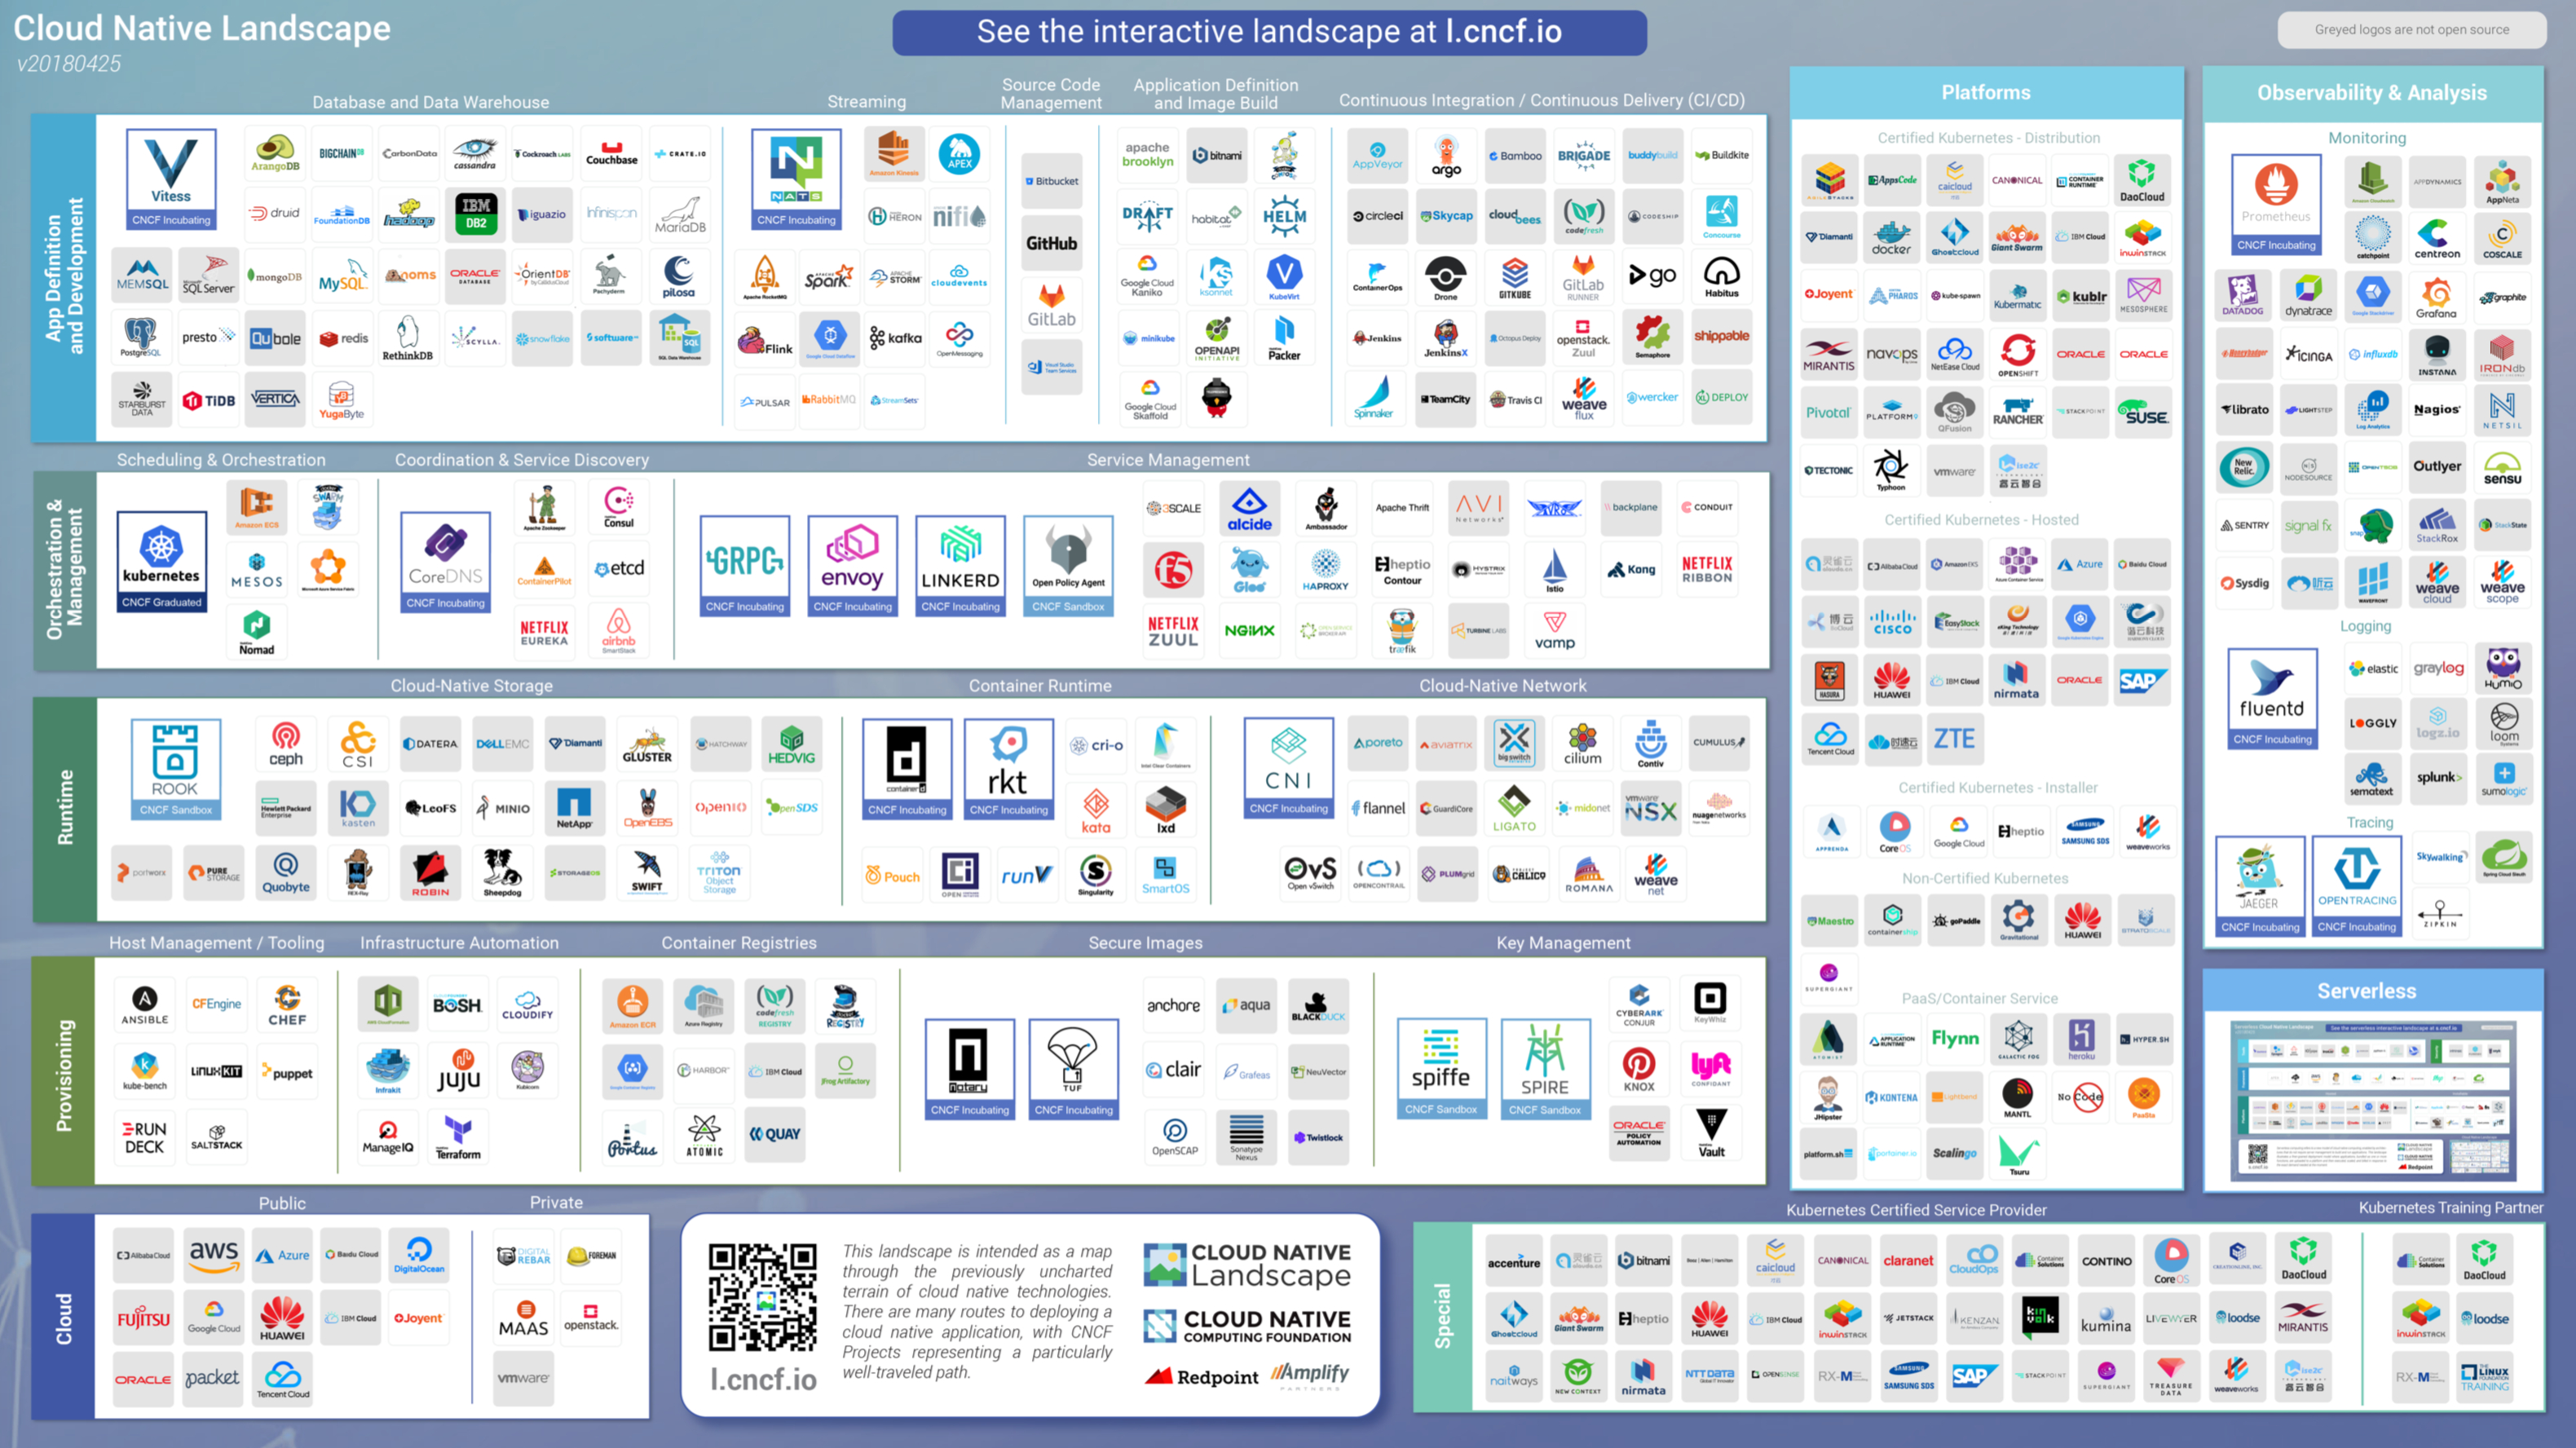 Cloud Native Landscape
v20180425
See the interactive landscape at l.cncf.io
Greyed logos are not open source
App Definition and Development
Database and Data Warehouse
Vitess
CNCF Incubating
ArangoDB
BIGCHAINDB
CarbonData
cassandra
Cockroach LABS
Couchbase
CRATE.IO
druid
FoundationDB
hadoop
IBM DB2
iguazio
Infinispan
MariaDB
MEMSQL
SQL Server
mongoDB
MySQL
noms
ORACLE DATABASE
OrientDB
Pachyderm
pilosa
PostgreSQL
presto
Qubole
redis
RethinkDB
SCYLLA.
snowflake
software
SQL Data Warehouse
STARBURST DATA
TiDB
VERTICA
YugaByte
Streaming
NATS
CNCF Incubating
Amazon Kinesis
APEX
HERON
nifi
Apache RocketMQ
Spark
APACHE STORM
cloudevents
Flink
Google Cloud Dataflow
kafka
OpenMessaging
PULSAR
RabbitMQ
StreamSets
Source Code Management
Bitbucket
GitHub
GitLab
Visual Studio Team Services
Application Definition and Image Build
apache brooklyn
bitnami
DRAFT
habitat
HELM
Google Cloud Kaniko
ksonnet
KubeVirt
minikube
OPENAPI INITIATIVE
Packer
Google Cloud Skaffold
Continuous Integration / Continuous Delivery (CI/CD)
AppVeyor
argo
Bamboo
BRIGADE
buddybuild
Buildkite
circleci
Skycap
cloudbees
codefresh
CODESHIP
Concourse
ContainerOps
Drone
GITKUBE
GitLab RUNNER
go
Habitus
Jenkins
JenkinsX
Octopus Deploy
openstack. Zuul
Semaphore
shippable
Spinnaker
TeamCity
Travis CI
weave flux
wercker
XL DEPLOY
Orchestration & Management
Scheduling & Orchestration
kubernetes
CNCF Graduated
Amazon ECS
SWARM
MESOS
Microsoft Azure Service Fabric
Nomad
Coordination & Service Discovery
CoreDNS
CNCF Incubating
Apache Zookeeper
Consul
ContainerPilot
etcd
NETFLIX EUREKA
airbnb SmartStack
Service Management
GRPC
CNCF Incubating
envoy
CNCF Incubating
LINKERD
CNCF Incubating
Open Policy Agent
CNCF Sandbox
3SCALE
alcide
Ambassador
Apache Thrift
AVI Networks
AVRO
backplane
CONDUIT
f5
Gloo
HAPROXY
heptio Contour
HYSTRIX
Istio
Kong
NETFLIX RIBBON
NETFLIX ZUUL
NGINX
OPEN SERVICE BROKER API
træfik
TURBINE LABS
vamp
Runtime
Cloud-Native Storage
ROOK
CNCF Sandbox
ceph
CSI
DATERA
DELLEMC
Diamanti
GLUSTER
HATCHWAY
HEDVIG
Hewlett Packard Enterprise
kasten
LeoFS
MINIO
NetApp
OpenEBS
OpenIO
OpenSDS
portworx
PURE STORAGE
Quobyte
REX-Ray
ROBIN
Sheepdog
STORAGEOS
SWIFT
TRITON Object Storage
Container Runtime
containerd
CNCF Incubating
rkt
CNCF Incubating
cri-o
Intel Clear Containers
kata
lxd
Pouch
runV
Singularity
SmartOS
Cloud-Native Network
CNI
CNCF Incubating
aporeto
aviatrix
big switch
cilium
Contiv
CUMULUS
flannel
GuardiCore
LIGATO
midonet
vmware NSX
nuagenetworks
OvS
Open vSwitch
OPENCONTRAIL
PLUMgrid
CALICO
ROMANA
weave net
Provisioning
Host Management / Tooling
ANSIBLE
CFEngine
CHEF
kube-bench
LINUXKIT
puppet
RUN DECK
SALTSTACK
Infrastructure Automation
AWS CloudFormation
BOSH
CLOUDIFY
Infrakit
JUJU
Kubicorn
ManageIQ
Terraform
Container Registries
Amazon ECR
Azure Registry
codefresh REGISTRY
REGISTRY
Google Container Registry
HARBOR
IBM Cloud
JFrog Artifactory
Portus
ATOMIC
QUAY
Secure Images
Notary
CNCF Incubating
TUF
CNCF Incubating
anchore
aqua
BLACKDUCK
clair
Grafeas
NeuVector
OpenSCAP
Sonatype Nexus
Twistlock
Key Management
spiffe
CNCF Sandbox
SPIRE
CNCF Sandbox
CYBERARK CONJUR
KeyWhiz
KNOX
lyft CONFIDANT
ORACLE POLICY AUTOMATION
Vault
Cloud
Public
Alibaba Cloud
aws
Azure
Baidu Cloud
DigitalOcean
FUJITSU
Google Cloud
HUAWEI
IBM Cloud
Joyent
ORACLE
packet
Tencent Cloud
Private
DIGITAL REBAR
FOREMAN
MAAS
openstack.
vmware
l.cncf.io
This landscape is intended as a map
through the previously uncharted
terrain of cloud native technologies.
There are many routes to deploying a
cloud native application, with CNCF
Projects representing a particularly
well-traveled path.
CLOUD NATIVE Landscape
CLOUD NATIVE COMPUTING FOUNDATION
Redpoint
Amplify PARTNERS
Platforms
Certified Kubernetes - Distribution
AppsCode
caicloud
CANONICAL
CONTAINER RUNTIME
DaoCloud
Diamanti
docker
Ghostcloud
Giant Swarm
IBM Cloud
inwinSTACK
Joyent
PHAROS
kube-spawn
Kubermatic
kublr
MESOSPHERE
MIRANTIS
navops
NetEase Cloud
OPENSHIFT
ORACLE
ORACLE
Pivotal
PLATFORM9
QFusion
RANCHER
STACKPOINT
SUSE
TECTONIC
Typhoon
vmware
wise2c
Certified Kubernetes - Hosted
灵雀云
Alibaba Cloud
Amazon EKS
Azure Container Service
Azure
Baidu Cloud
博云
CISCO
EasyStack
eKing Technology
Google Kubernetes Engine
谐云科技
HASURA
HUAWEI
IBM Cloud
nirmata
ORACLE
SAP
Tencent Cloud
时速云
ZTE
Certified Kubernetes - Installer
APPRENDA
CoreOS
Google Cloud
heptio
SAMSUNG SDS
weaveworks
Non-Certified Kubernetes
Maestro
containership
goPaddle
Gravitational
HUAWEI
STRATOSCALE
SUPERGIANT
PaaS/Container Service
ATOMIST
APPLICATION RUNTIME
Flynn
GALACTIC FOG
heroku
HYPER.SH
JHipster
KONTENA
Lightbend
MANTL
No Code
PaaSta
platform.sh
portainer.io
Scalingo
Tsuru
Observability & Analysis
Monitoring
Prometheus
CNCF Incubating
Amazon CloudWatch
APPDYNAMICS
AppNeta
catchpoint
centreon
COSCALE
DATADOG
dynatrace
Google Stackdriver
Grafana
graphite
Honeybadger
ICINGA
influxdb
INSTANA
IRONdb
librato
LIGHTSTEP
Log Analytics
Nagios
NETSIL
New Relic.
NODESOURCE
OPENTSDB
Outlyer
sensu
SENTRY
signal fx
snap
StackRox
StackState
Sysdig
听云
WAVEFRONT
weave cloud
weave scope
Logging
fluentd
CNCF Incubating
elastic
graylog
HUMIO
LOGGLY
logz.io
loom Systems
sematext
splunk>
sumologic
Tracing
JAEGER
CNCF Incubating
OPENTRACING
CNCF Incubating
Skywalking
Spring Cloud Sleuth
ZIPKIN
Serverless
Special
Kubernetes Certified Service Provider
accenture
灵雀云
bitnami
Booz | Allen | Hamilton
caicloud
CANONICAL
claranet
CloudOps
Container Solutions
CONTINO
CoreOS
CREATIONLINE, INC.
DaoCloud
Ghostcloud
Giant Swarm
heptio
HUAWEI
IBM Cloud
inwinSTACK
JETSTACK
KENZAN
kinvolk
kumina
LIVEWYER
loodse
MIRANTIS
naitways
NEW CONTEXT
nirmata
NTT DATA
OPENSENSE
RX-M
SAMSUNG SDS
SAP
STACKPOINT
SUPERGIANT
TREASURE DATA
weaveworks
wise2c
Kubernetes Training Partner
Container Solutions
DaoCloud
inwinSTACK
loodse
RX-M
THE LINUX FOUNDATION TRAINING